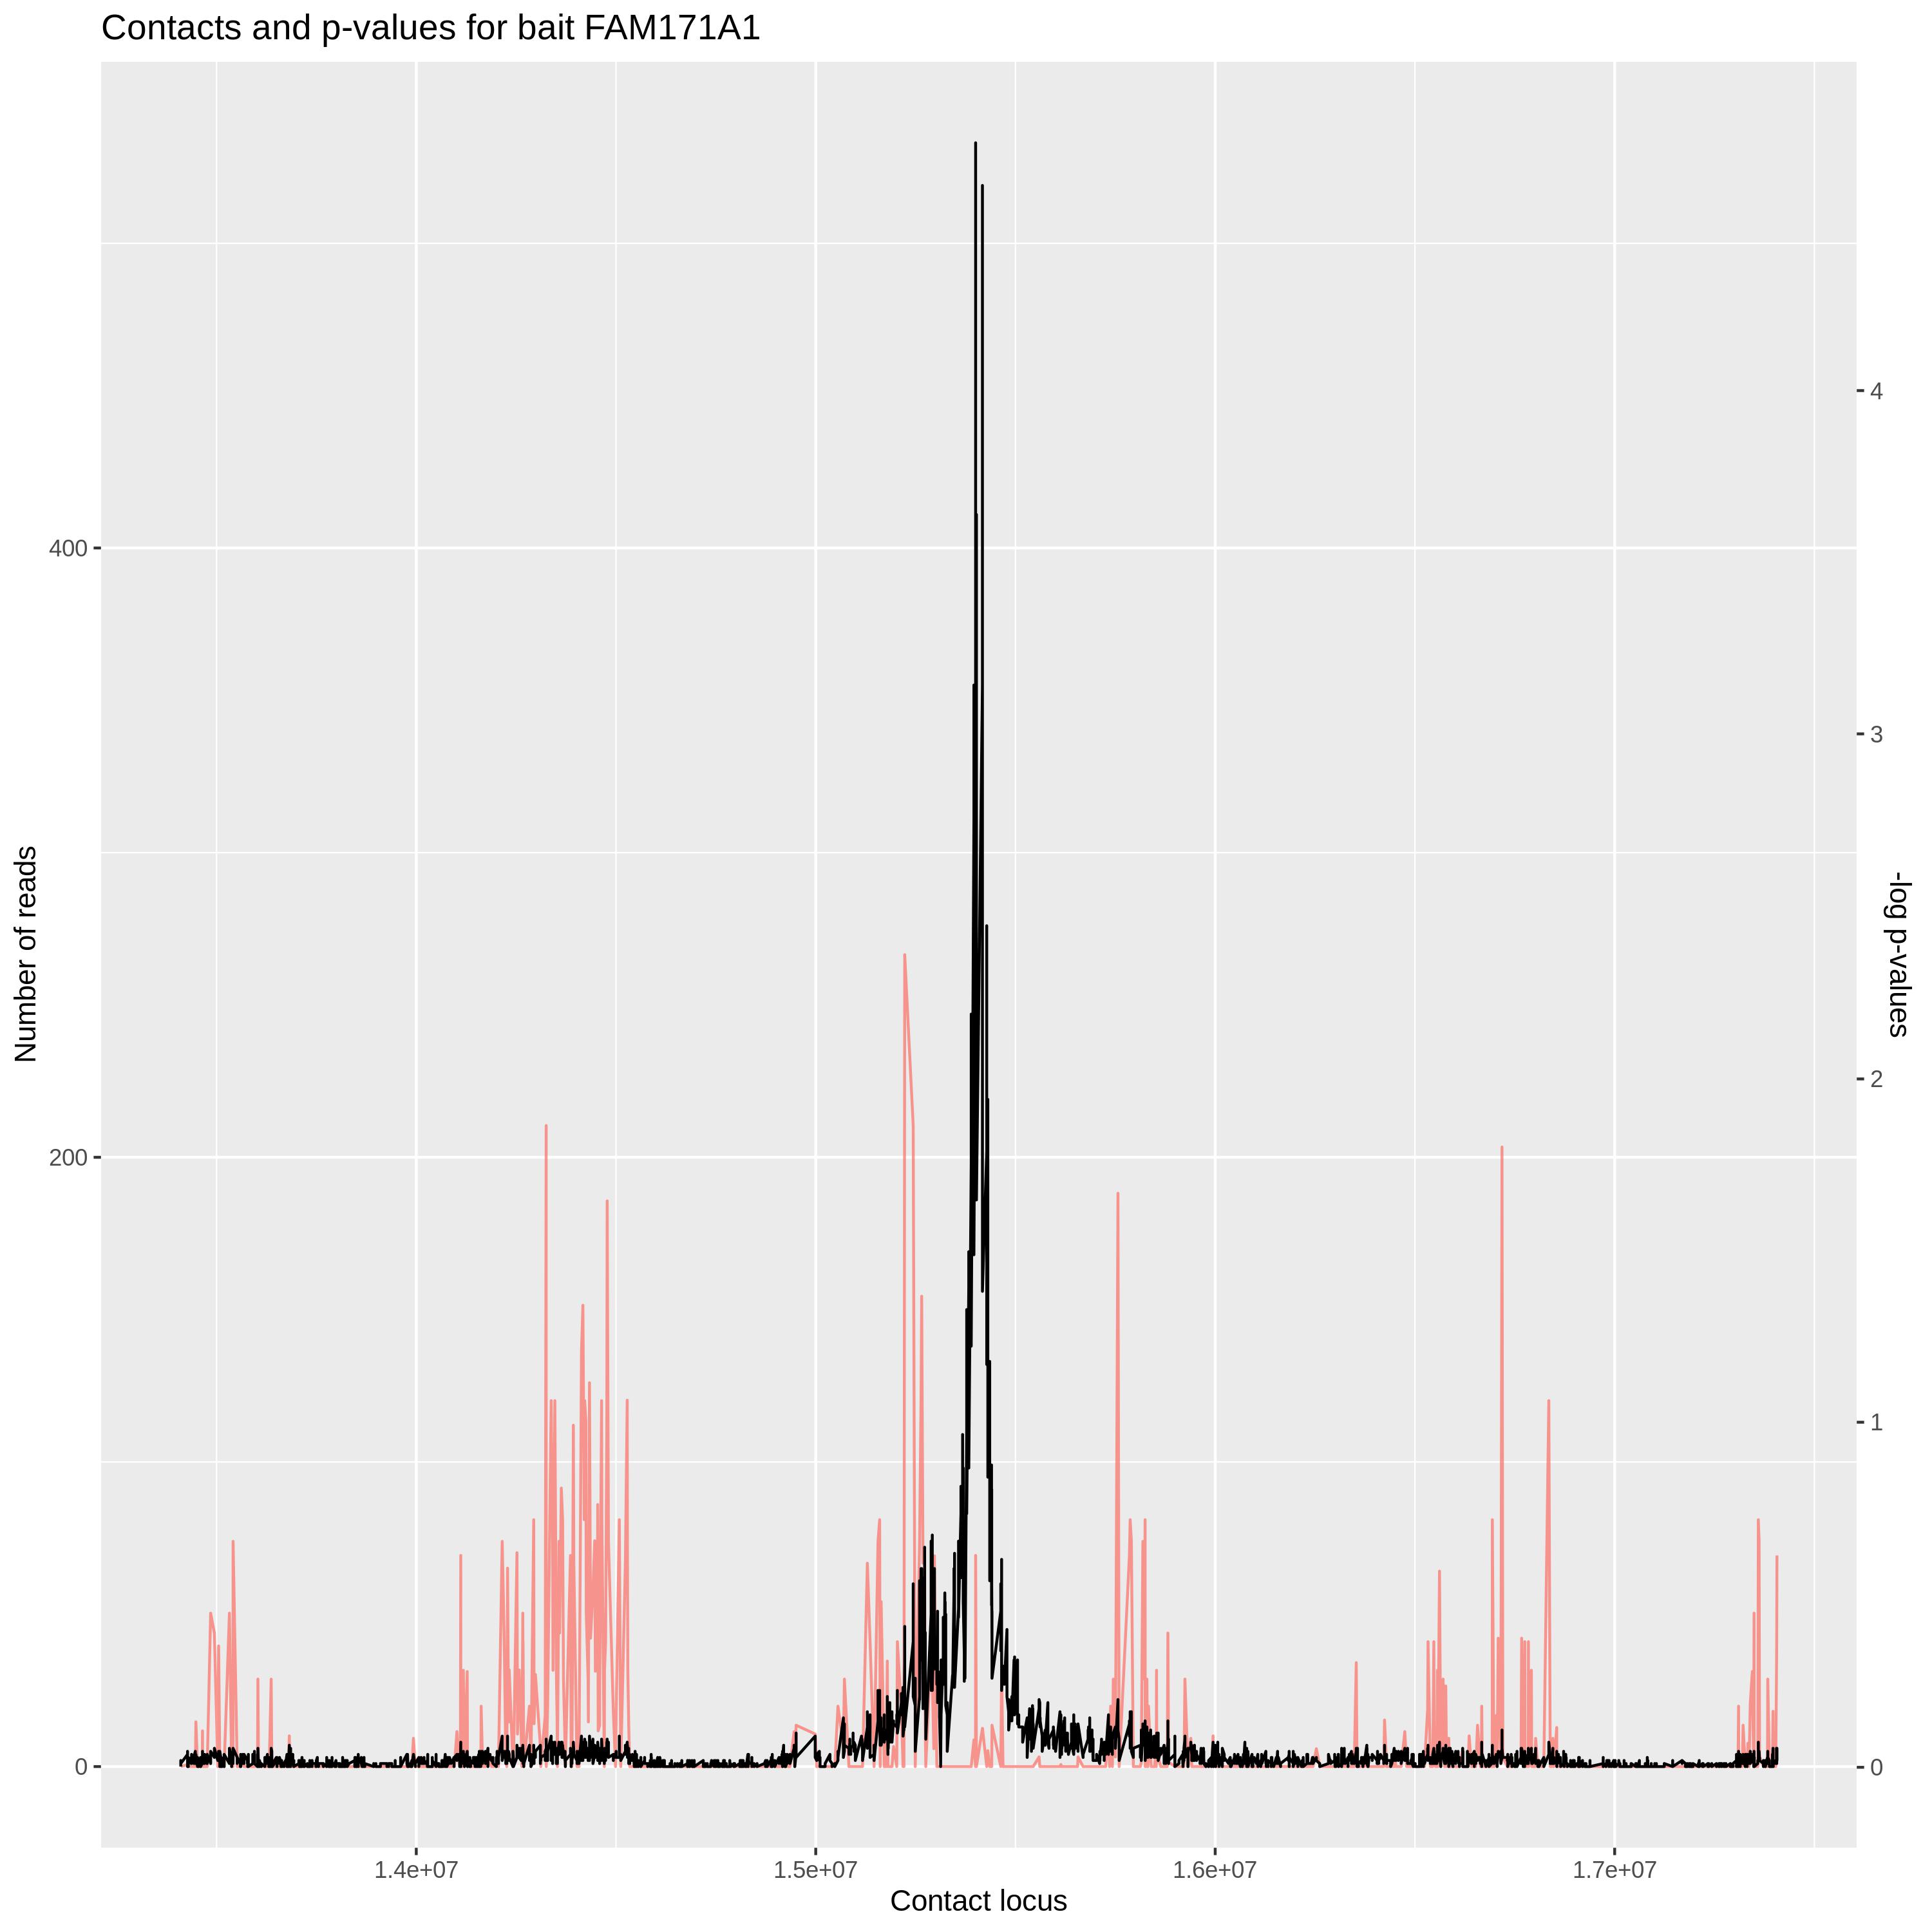 Contacts and p-values for bait FAM171A1
Number of reads
400
200
0
4
3
2
1
0
-log p-values
1.4e+07
1.5e+07
1.6e+07
1.7e+07
Contact locus